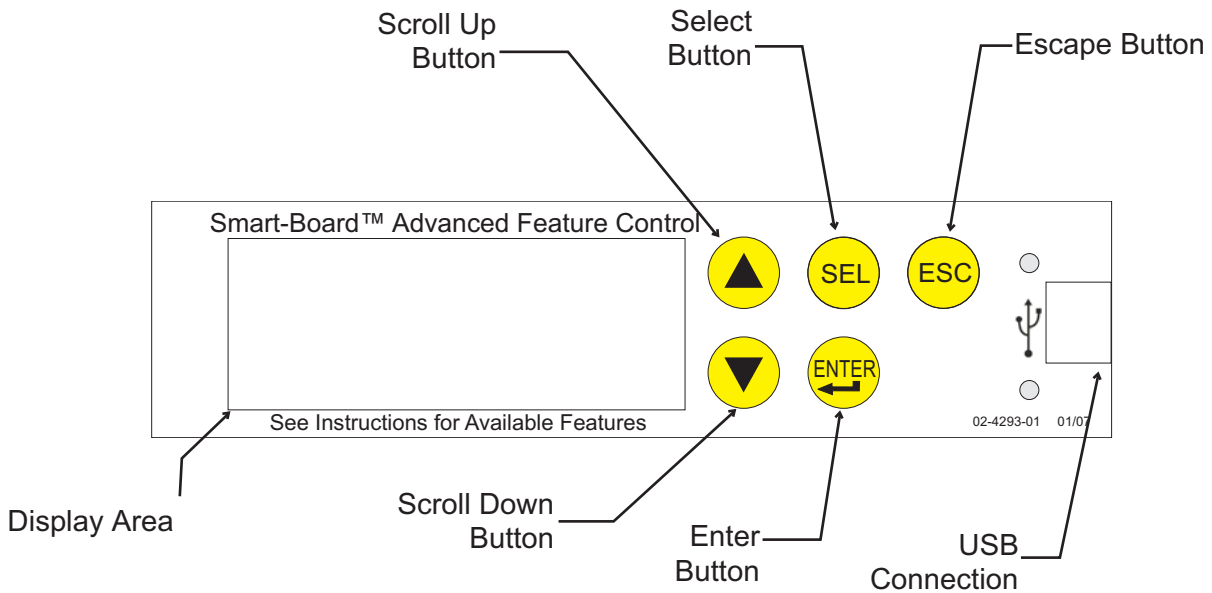 Scroll Up
Button
Select
Button
Escape Button
Smart-Board™ Advanced Feature Control
SEL
ESC
ENTER
See Instructions for Available Features
02-4293-01 01/07
Display Area
Scroll Down
Button
Enter
Button
USB
Connection